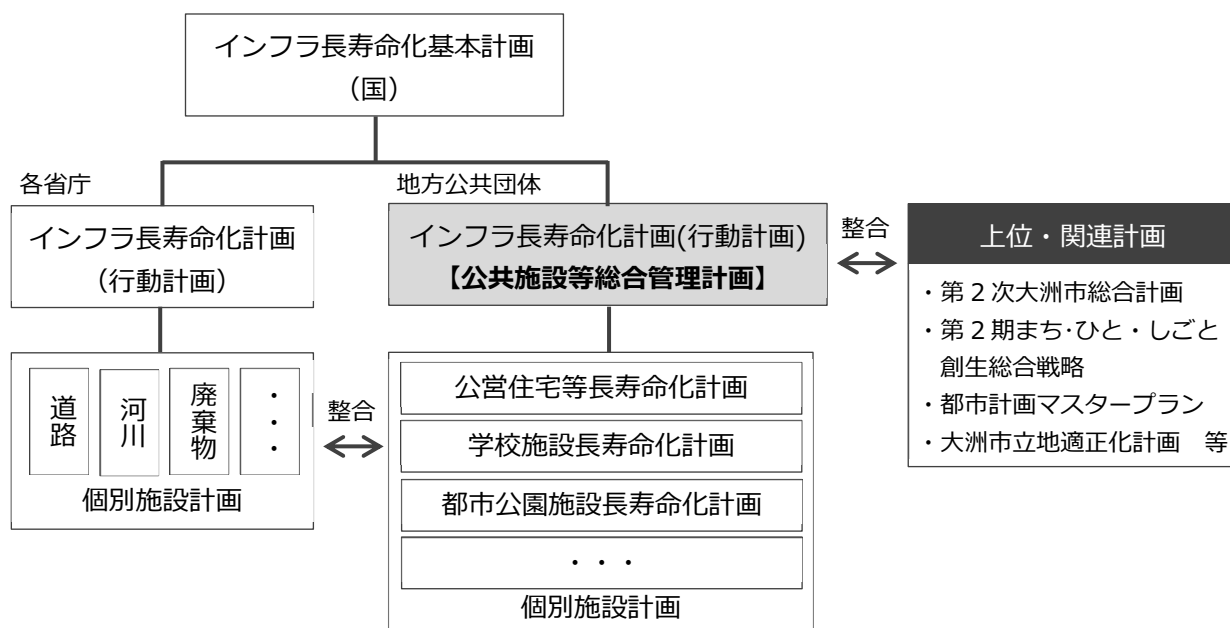 インフラ長寿命化基本計画
（国）
各省庁
地方公共団体
インフラ長寿命化計画
（行動計画）
インフラ長寿命化計画(行動計画)
【公共施設等総合管理計画】
整合
上位・関連計画
・第２次大洲市総合計画
・第２期まち･ひと・しごと
創生総合戦略
・都市計画マスタープラン
・大洲市立地適正化計画　等
道路
河川
廃棄物
・・・
個別施設計画
整合
公営住宅等長寿命化計画
学校施設長寿命化計画
都市公園施設長寿命化計画
・・・
個別施設計画